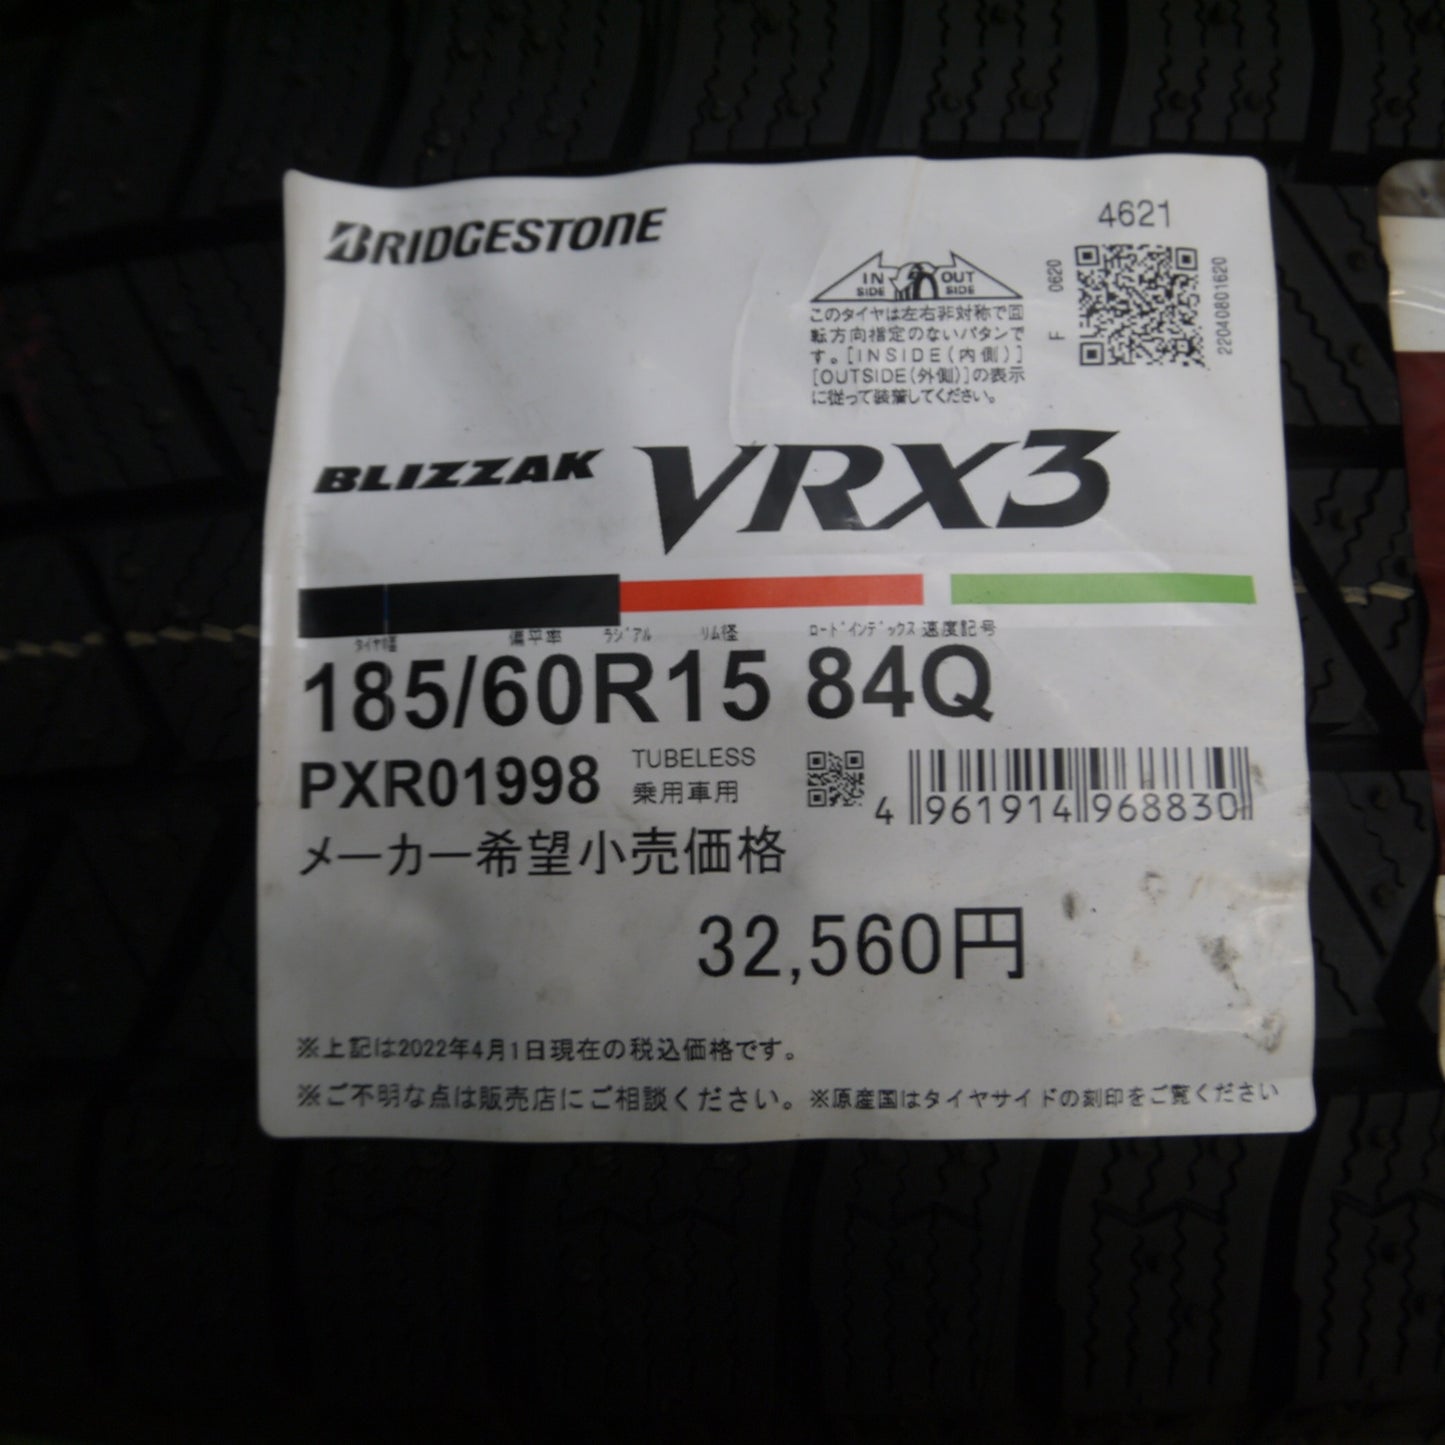 BRIDGESTONE
4621
IN SIDE
OUT SIDE
F 0620
22040801620
このタイヤは左右非対称で回
転方向指定のないパタンで
す。[INSIDE(内側)]
[OUTSIDE(外側)]の表示
に従って装着してください。
BLIZZAK VRX3
タイヤ幅 偏平率 ラジアル リム径 ロードインデックス 速度記号
185/60R15 84Q
PXR01998
TUBELESS
乗用車用
4 961914 968830
メーカー希望小売価格
32,560円
※上記は2022年4月1日現在の税込価格です。
※ご不明な点は販売店にご相談ください。※原産国はタイヤサイドの刻印をご覧ください